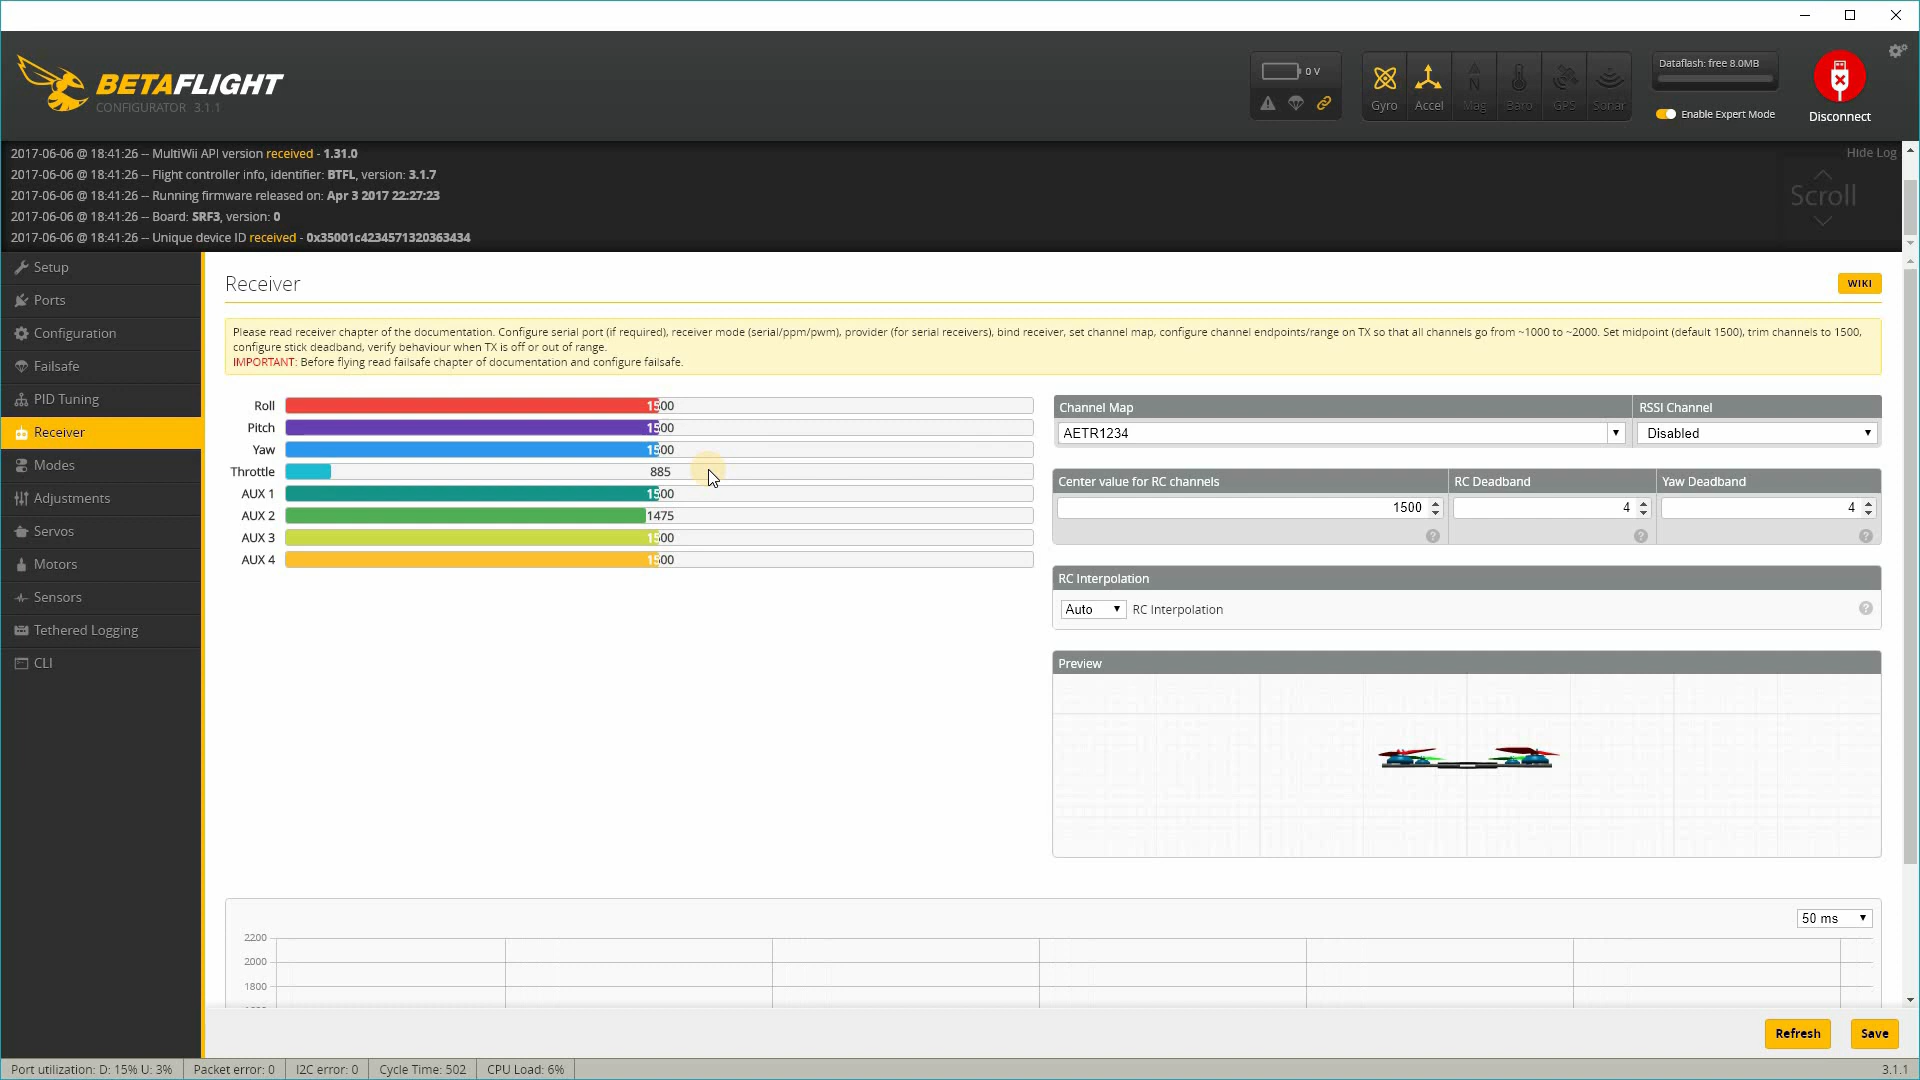 BETAFLIGHT
CONFIGURATOR 3.1.1
0 V
Gyro
Accel
Mag
Baro
GPS
Sonar
Dataflash: free 8.0MB
Enable Expert Mode
Disconnect
2017-06-06 @ 18:41:26 -- MultiWii API version received - 1.31.0
2017-06-06 @ 18:41:26 -- Flight controller info, identifier: BTFL, version: 3.1.7
2017-06-06 @ 18:41:26 -- Running firmware released on: Apr 3 2017 22:27:23
2017-06-06 @ 18:41:26 -- Board: SRF3, version: 0
2017-06-06 @ 18:41:26 -- Unique device ID received - 0x35001c4234571320363434
Hide Log
Scroll
Setup
Ports
Configuration
Failsafe
PID Tuning
Receiver
Modes
Adjustments
Servos
Motors
Sensors
Tethered Logging
CLI
Receiver
WIKI
Please read receiver chapter of the documentation. Configure serial port (if required), receiver mode (serial/ppm/pwm), provider (for serial receivers), bind receiver, set channel map, configure channel endpoints/range on TX so that all channels go from ~1000 to ~2000. Set midpoint (default 1500), trim channels to 1500,
configure stick deadband, verify behaviour when TX is off or out of range.
IMPORTANT: Before flying read failsafe chapter of documentation and configure failsafe.
Roll 1500
Pitch 1500
Yaw 1500
Throttle 885
AUX 1 1500
AUX 2 1475
AUX 3 1500
AUX 4 1500
Channel Map
RSSI Channel
AETR1234
Disabled
Center value for RC channels
RC Deadband
Yaw Deadband
1500
4
4
RC Interpolation
Auto
RC Interpolation
Preview
50 ms
2200
2000
1800
Refresh
Save
Port utilization: D: 15% U: 3%
Packet error: 0
I2C error: 0
Cycle Time: 502
CPU Load: 6%
3.1.1